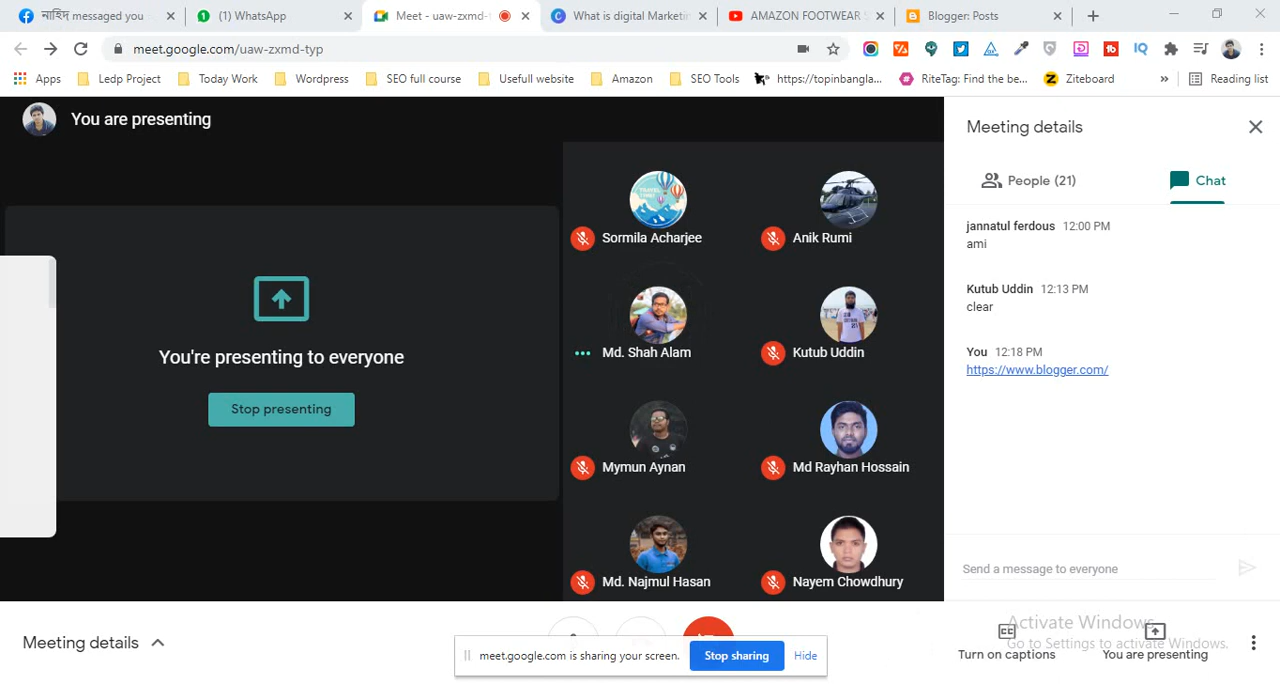 নাহিদ messaged you
(1) WhatsApp
Meet - uaw-zxmd-t
What is digital Marketin
AMAZON FOOTWEAR
Blogger: Posts
meet.google.com/uaw-zxmd-typ
Apps
Ledp Project
Today Work
Wordpress
SEO full course
Usefull website
Amazon
SEO Tools
https://topinbangla...
RiteTag: Find the be...
Ziteboard
»
Reading list
You are presenting
You're presenting to everyone
Stop presenting
Sormila Acharjee
Anik Rumi
Md. Shah Alam
Kutub Uddin
Mymun Aynan
Md Rayhan Hossain
Md. Najmul Hasan
Nayem Chowdhury
Meeting details
People (21)
Chat
jannatul ferdous 12:00 PM
ami
Kutub Uddin 12:13 PM
clear
You 12:18 PM
https://www.blogger.com/
Send a message to everyone
Meeting details
meet.google.com is sharing your screen.
Stop sharing
Hide
Activate Windows
Go to Settings to activate Windows.
Turn on captions
You are presenting